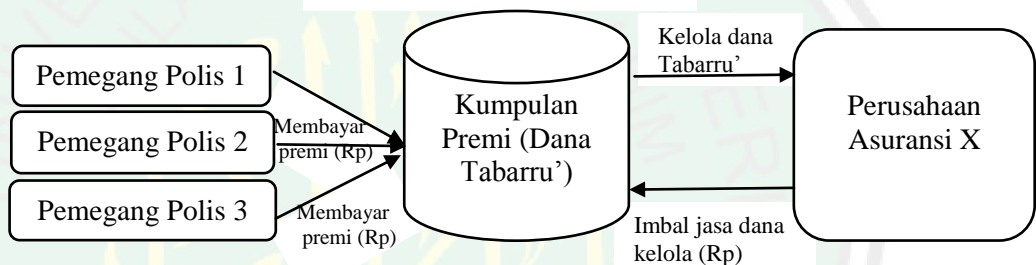 Pemegang Polis 1
Pemegang Polis 2
Pemegang Polis 3
Membayar
premi (Rp)
Membayar
premi (Rp)
Kumpulan
Premi (Dana
Tabarru’)
Kelola dana
Tabarru’
Imbal jasa dana
kelola (Rp)
Perusahaan
Asuransi X